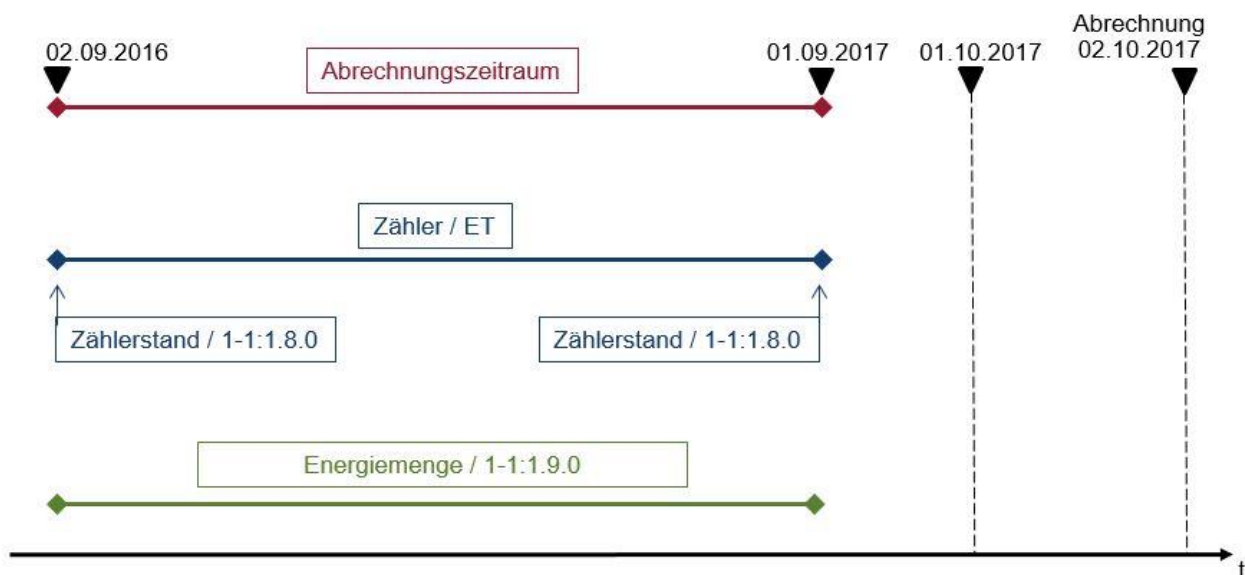 02.09.2016
Abrechnungszeitraum
01.09.2017
01.10.2017
Abrechnung
02.10.2017
Zähler / ET
Zählerstand / 1-1:1.8.0
Zählerstand / 1-1:1.8.0
Energiemenge / 1-1:1.9.0
t